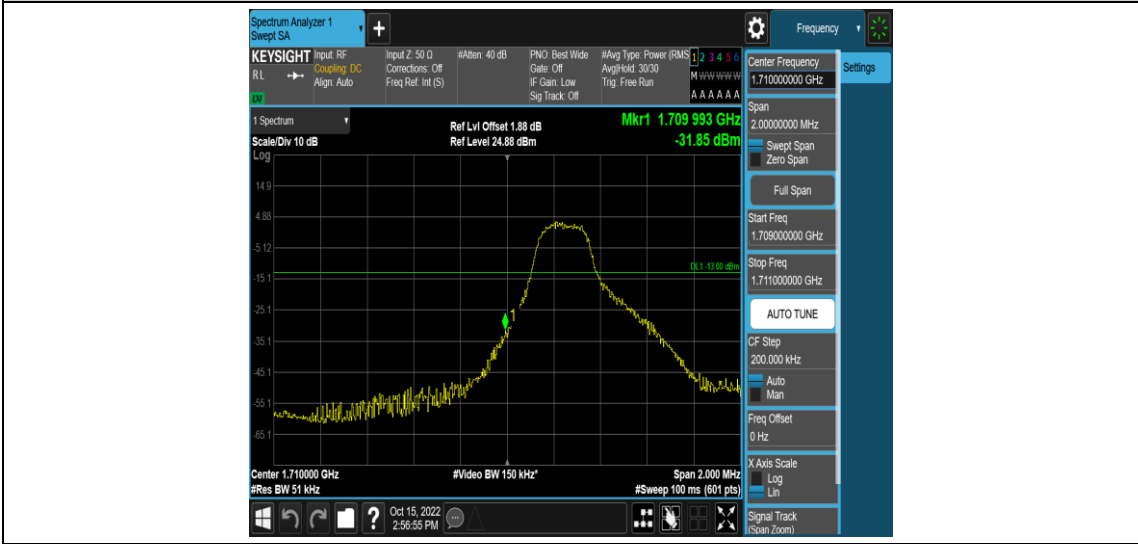 Spectrum Analyzer 1
Swept SA
+
Frequency
KEYSIGHT
RL
LXI
Input: RF
Coupling: DC
Align: Auto
Input Z: 50 Ω
Corrections: Off
Freq Ref: Int (S)
#Atten: 40 dB
PNO: Best Wide
Gate: Off
IF Gain: Low
Sig Track: Off
#Avg Type: Power (RMS
Avg|Hold: 30/30
Trig: Free Run
1 2 3 4 5 6
M W W W W W
A A A A A A
1 Spectrum
Scale/Div 10 dB
Log
Ref Lvl Offset 1.88 dB
Ref Level 24.88 dBm
Mkr1 1.709 993 GHz
-31.85 dBm
14.9
4.88
-5.12
-15.1
-25.1
-35.1
-45.1
-55.1
-65.1
DL1 -13.00 dBm
1
Center 1.710000 GHz
#Res BW 51 kHz
#Video BW 150 kHz*
Span 2.000 MHz
#Sweep 100 ms (601 pts)
?
Oct 15, 2022
2:56:55 PM
Center Frequency
1.710000000 GHz
Settings
Span
2.00000000 MHz
Swept Span
Zero Span
Full Span
Start Freq
1.709000000 GHz
Stop Freq
1.711000000 GHz
AUTO TUNE
CF Step
200.000 kHz
Auto
Man
Freq Offset
0 Hz
X Axis Scale
Log
Lin
Signal Track
(Span Zoom)